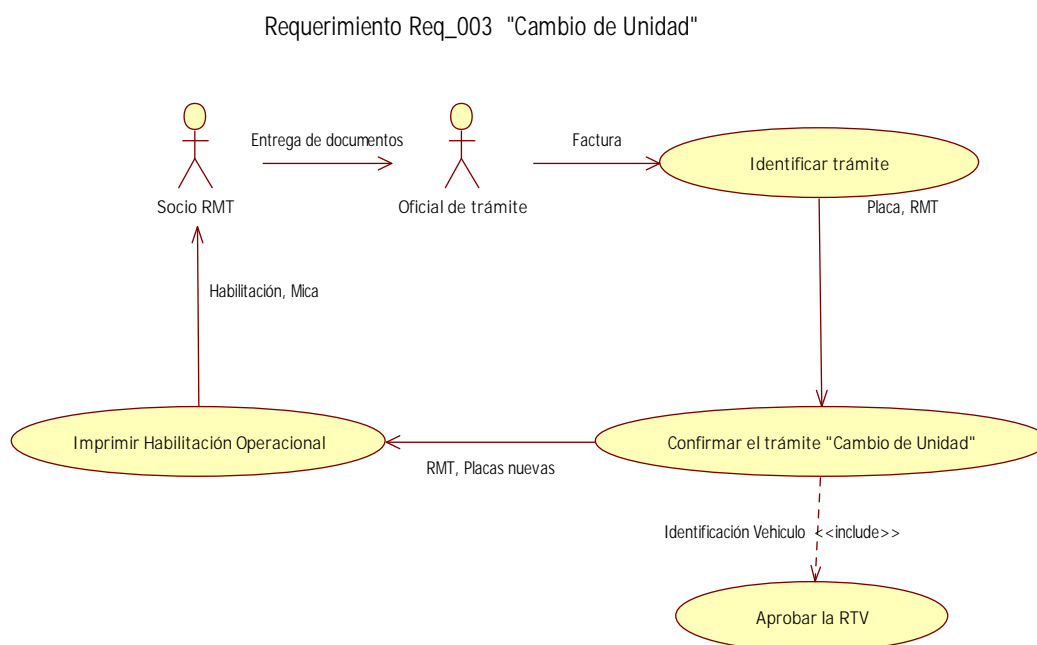 Requerimiento Req_003 "Cambio de Unidad"
Entrega de documentos
Factura
Identificar trámite
Socio RMT
Oficial de trámite
Placa, RMT
Habilitación, Mica
Imprimir Habilitación Operacional
Confirmar el trámite "Cambio de Unidad"
RMT, Placas nuevas
Identificación Vehiculo <<include>>
Aprobar la RTV